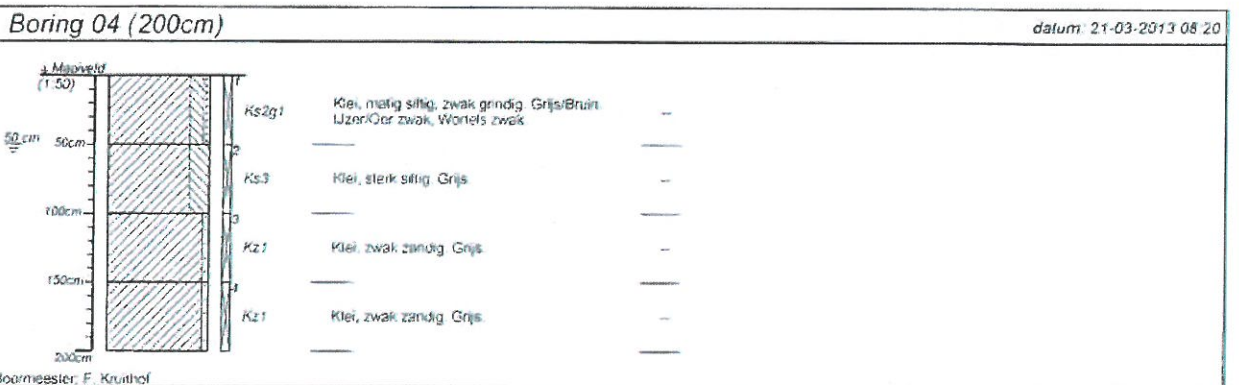 Boring 04 (200cm)
datum: 21-03-2013 08:20
± Maaiveld
(1:50)
1
Ks2g1
Klei, matig siltig, zwak grindig. Grijs/Bruin.
IJzer/Oer zwak, Wortels zwak
50 cm
50cm
2
Ks3
Klei, sterk siltig. Grijs.
100cm
3
Kz1
Klei, zwak zandig. Grijs.
150cm
4
Kz1
Klei, zwak zandig. Grijs.
200cm
Boormeester: F. Kruithof